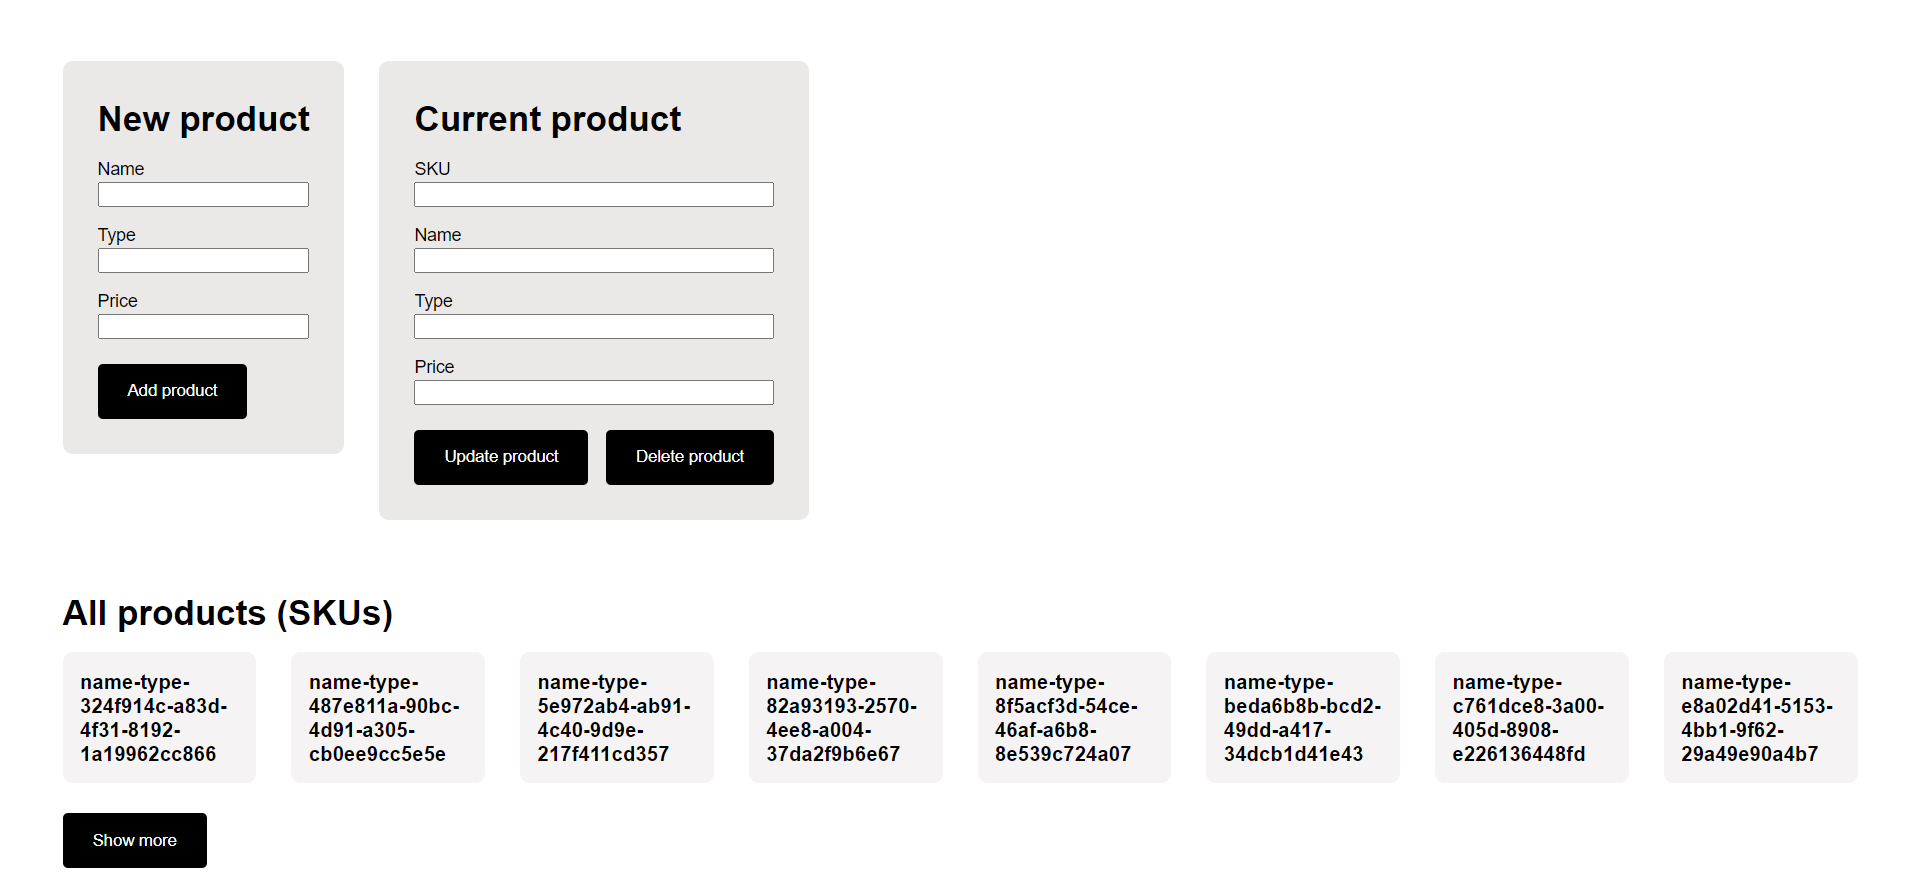 New product
Name
Type
Price
Add product
Current product
SKU
Name
Type
Price
Update product
Delete product
All products (SKUs)
name-type-
324f914c-a83d-
4f31-8192-
1a19962cc866
name-type-
487e811a-90bc-
4d91-a305-
cb0ee9cc5e5e
name-type-
5e972ab4-ab91-
4c40-9d9e-
217f411cd357
name-type-
82a93193-2570-
4ee8-a004-
37da2f9b6e67
name-type-
8f5acf3d-54ce-
46af-a6b8-
8e539c724a07
name-type-
beda6b8b-bcd2-
49dd-a417-
34dcb1d41e43
name-type-
c761dce8-3a00-
405d-8908-
e226136448fd
name-type-
e8a02d41-5153-
4bb1-9f62-
29a49e90a4b7
Show more